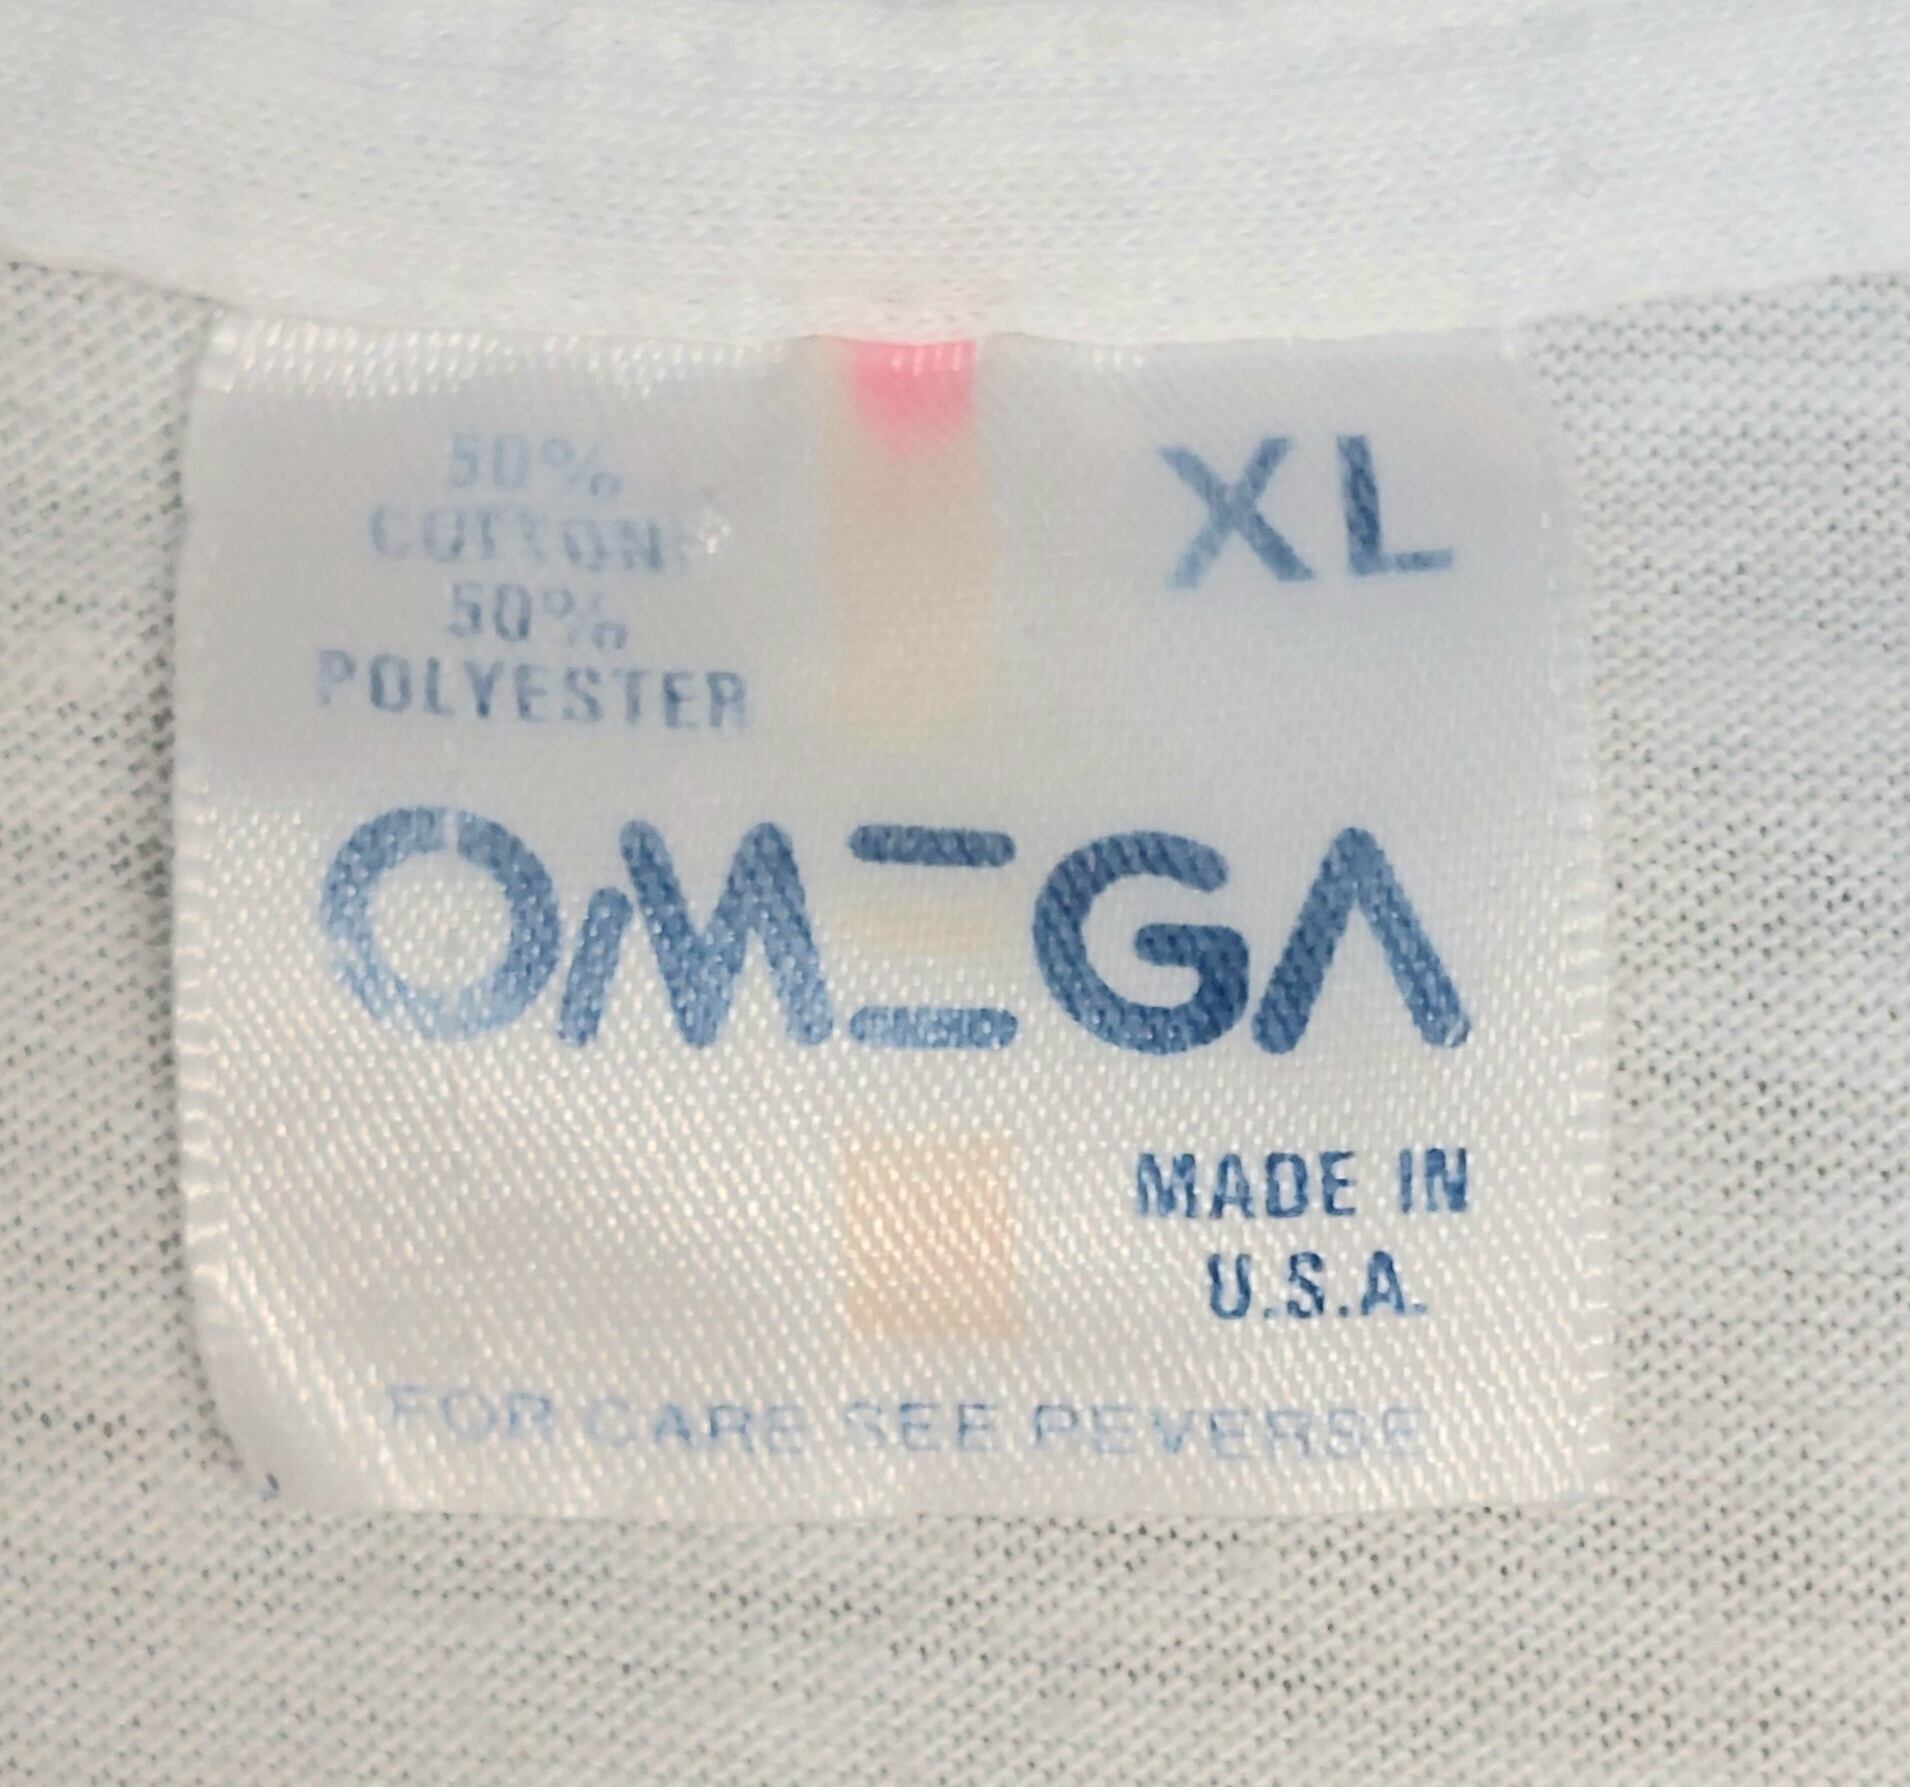 50%
COTTON
50%
POLYESTER
XL
OMEGA
MADE IN
U.S.A.
FOR CARE SEE REVERSE